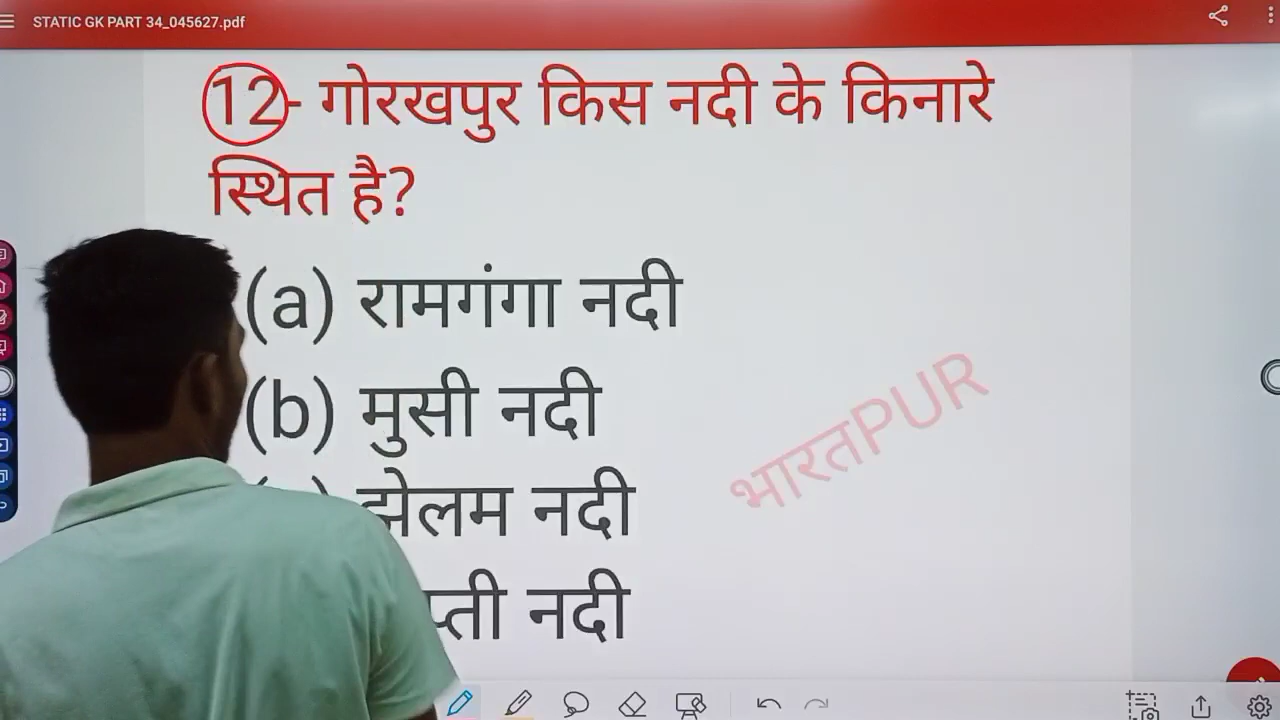 STATIC GK PART 34_045627.pdf
12- गोरखपुर किस नदी के किनारे
स्थित है?
(a) रामगंगा नदी
(b) मुसी नदी
झेलम नदी
नदी
भारतPUR